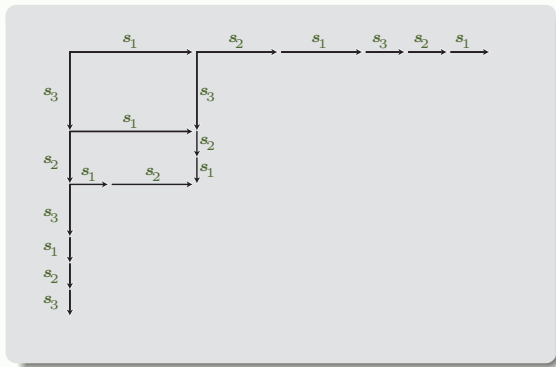 s₁ s₂ s₁ s₃ s₂ s₁
s₃ s₃
s₁
s₂ s₂
s₁ s₂ s₁
s₃
s₁
s₂
s₃